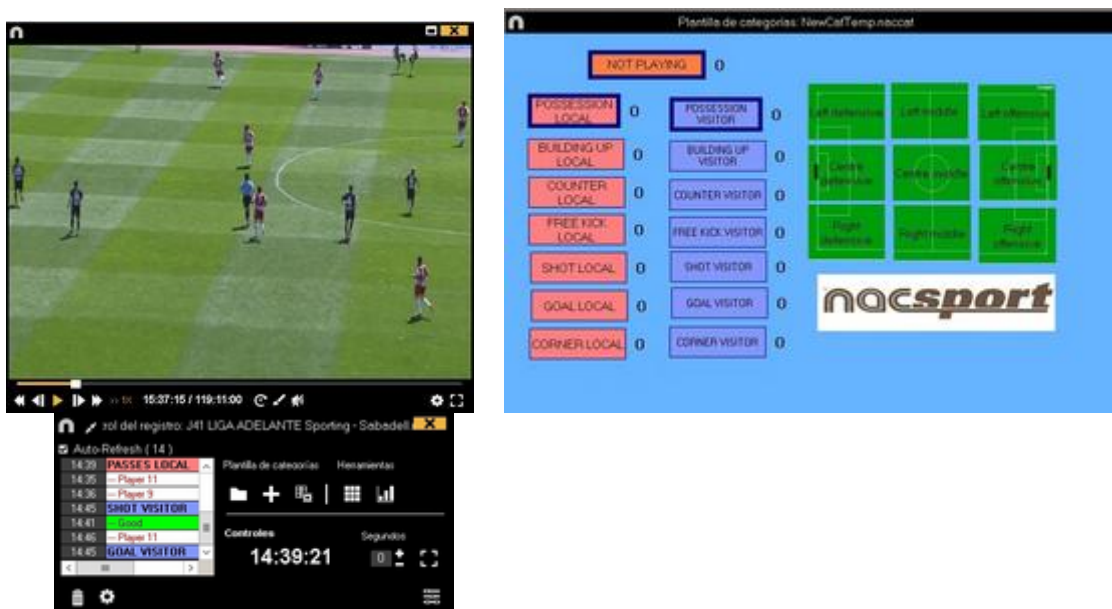 Plantilla de categorías: NewCatTemp.naccat
NOT PLAYING 0
POSSESSION LOCAL 0
POSSESSION VISITOR 0
BUILDING UP LOCAL 0
BUILDING UP VISITOR 0
COUNTER LOCAL 0
COUNTER VISITOR 0
FREE KICK LOCAL 0
FREE KICK VISITOR 0
SHOT LOCAL 0
SHOT VISITOR 0
GOAL LOCAL 0
GOAL VISITOR 0
CORNER LOCAL 0
CORNER VISITOR 0
Left defensive
Left middle
Left offensive
Centre defensive
Centre middle
Centre offensive
Right defensive
Right middle
Right offensive
nacsport
1X 15:37:15 / 119:11:00
rol del registro: J41 LIGA ADELANTE Sporting - Sabadell
Auto-Refresh ( 14 )
14:39 PASSES LOCAL
14:35 -- Player 11
14:36 -- Player 9
14:45 SHOT VISITOR
14:41 -- Good
14:46 -- Player 11
14:45 GOAL VISITOR
Plantilla de categorías Herramientas
Controles Segundos
14:39:21 0